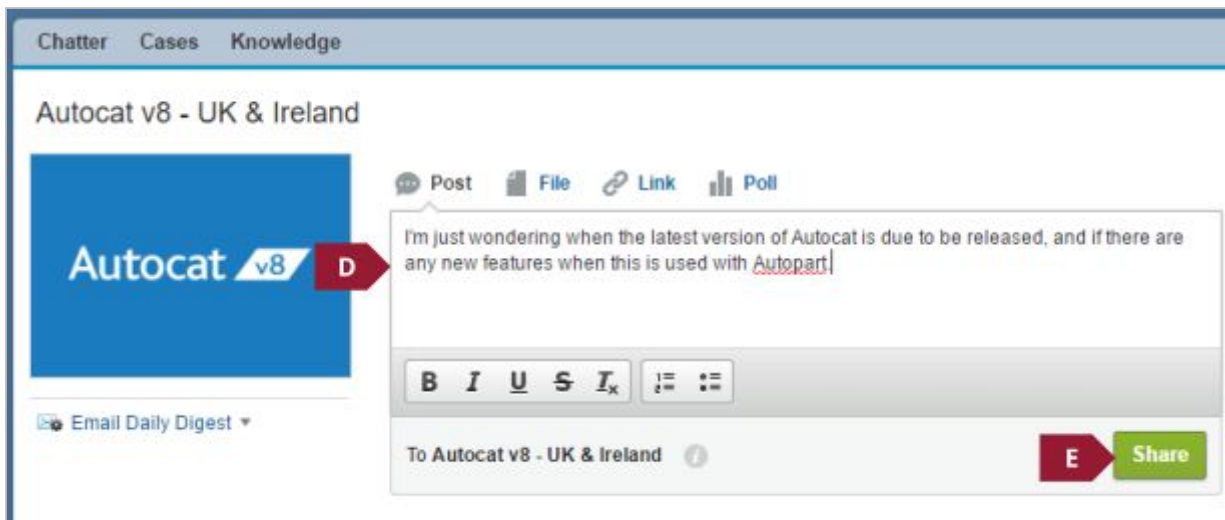 Chatter Cases Knowledge
Autocat v8 - UK & Ireland
Post File Link Poll
Autocat v8
D
I'm just wondering when the latest version of Autocat is due to be released, and if there are
any new features when this is used with Autopart
B I U S Ix
Email Daily Digest
To Autocat v8 - UK & Ireland
E
Share